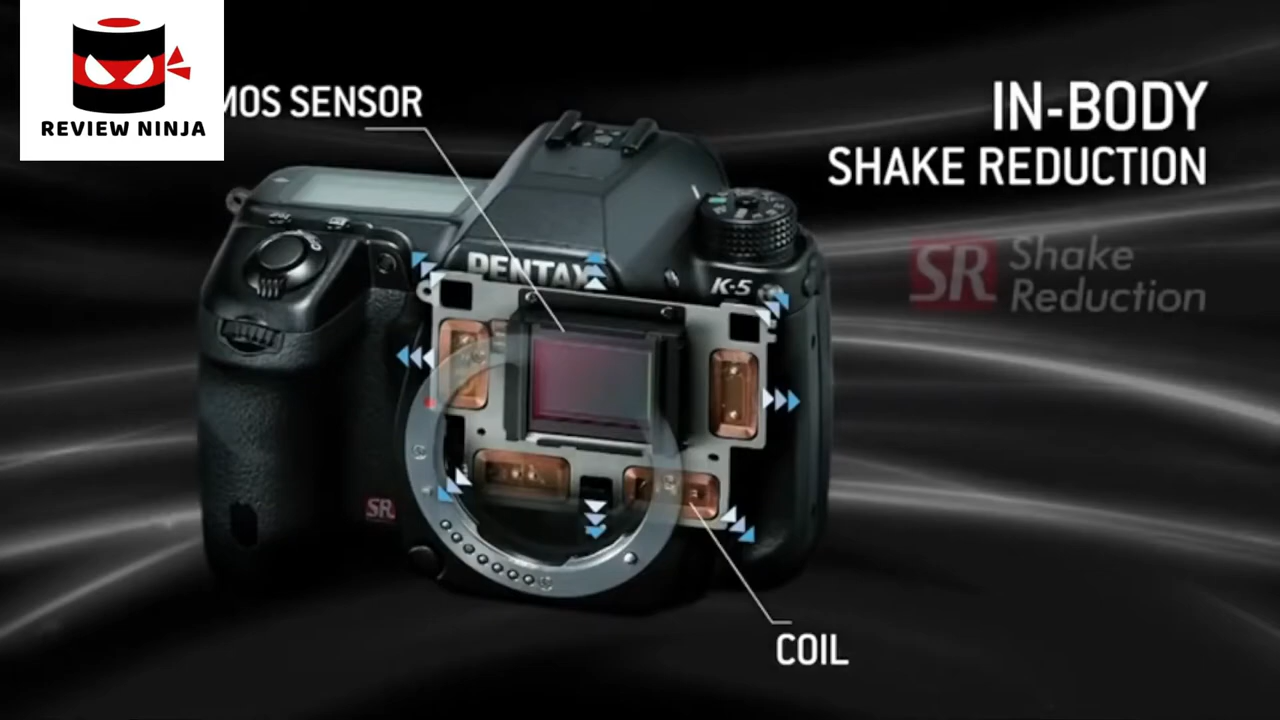 REVIEW NINJA
MOS SENSOR
IN-BODY
SHAKE REDUCTION
SR Shake
Reduction
PENTAX
K-5
SR
COIL